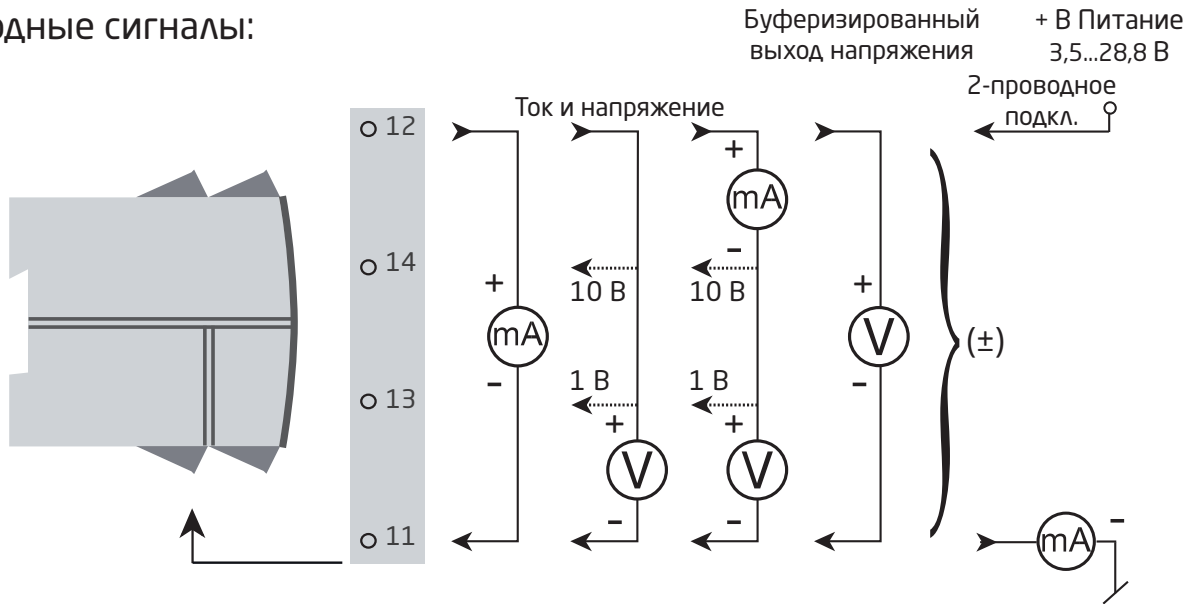 сигналы:
Буферизированный
выход напряжения
+ В Питание
3,5...28,8 В
2-проводное
подкл.
Ток и напряжение
12
14
13
11
+
mA
-
10 В
1 В
+
V
-
+
mA
-
10 В
1 В
+
V
-
+
V
-
(±)
mA
-